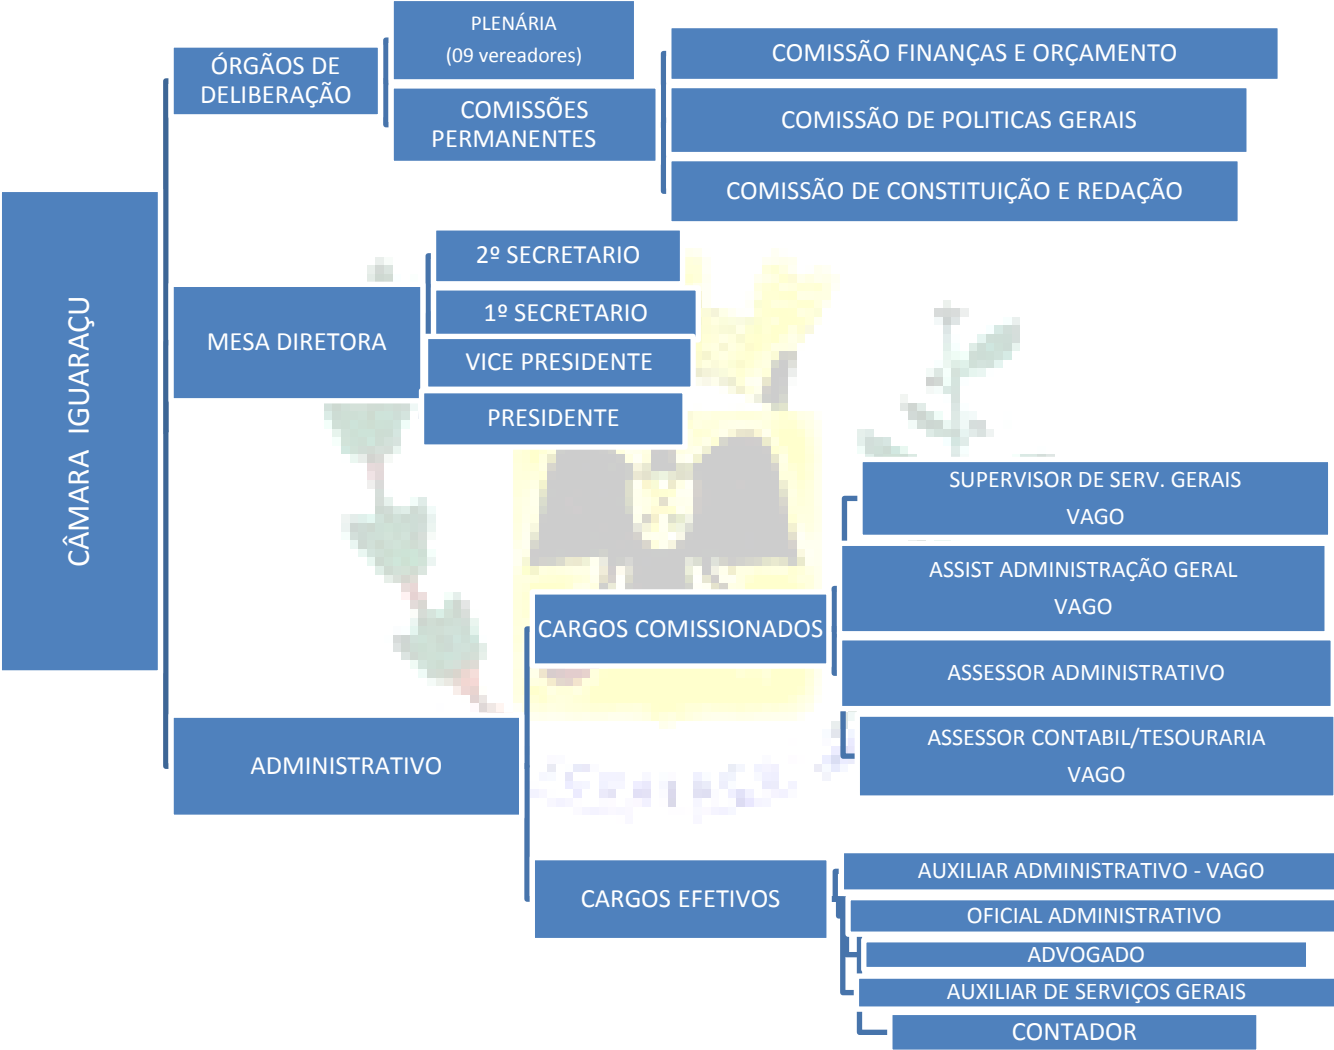 CÂMARA IGUARAÇU
ÓRGÃOS DE
DELIBERAÇÃO
PLENÁRIA
(09 vereadores)
COMISSÕES
PERMANENTES
COMISSÃO FINANÇAS E ORÇAMENTO
COMISSÃO DE POLITICAS GERAIS
COMISSÃO DE CONSTITUIÇÃO E REDAÇÃO
MESA DIRETORA
2º SECRETARIO
1º SECRETARIO
VICE PRESIDENTE
PRESIDENTE
ADMINISTRATIVO
CARGOS COMISSIONADOS
SUPERVISOR DE SERV. GERAIS
VAGO
ASSIST ADMINISTRAÇÃO GERAL
VAGO
ASSESSOR ADMINISTRATIVO
ASSESSOR CONTABIL/TESOURARIA
VAGO
CARGOS EFETIVOS
AUXILIAR ADMINISTRATIVO - VAGO
OFICIAL ADMINISTRATIVO
ADVOGADO
AUXILIAR DE SERVIÇOS GERAIS
CONTADOR